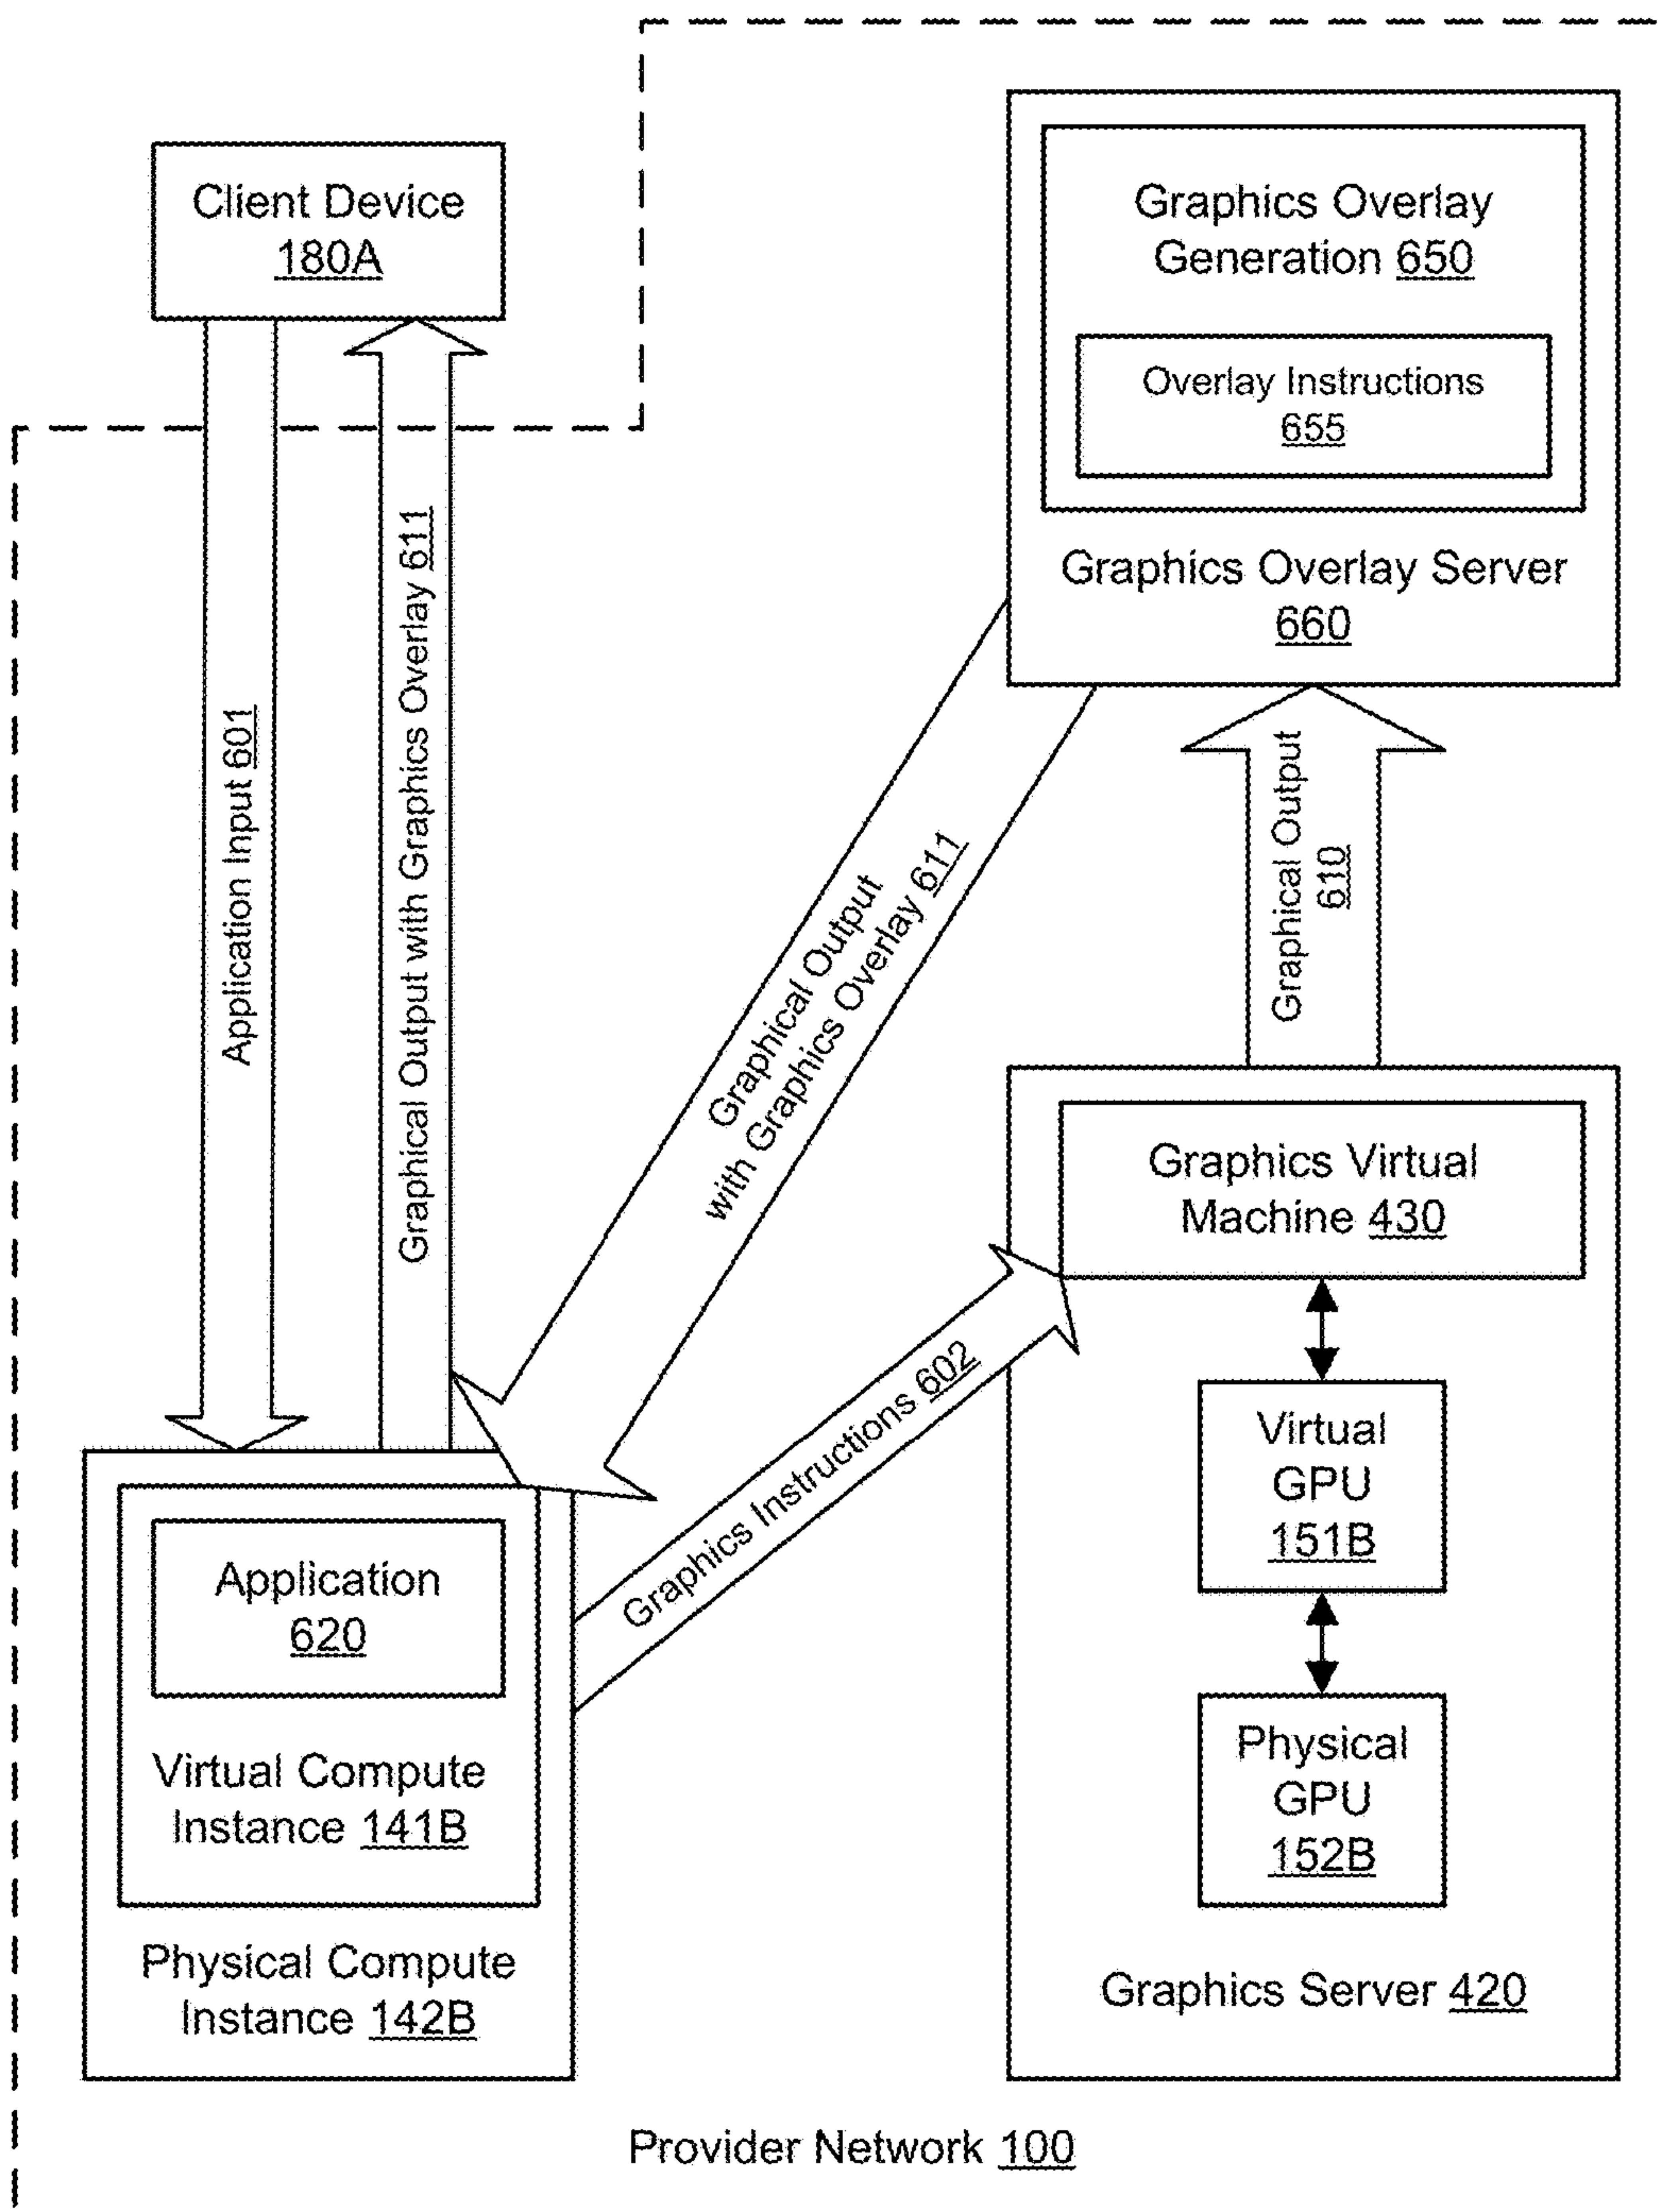 Client Device
180A
Graphics Overlay
Generation 650
Overlay Instructions
655
Graphics Overlay Server
660
Application Input 601
Graphical Output with Graphics Overlay 611
Graphical Output
with Graphics Overlay 611
Graphical Output
610
Graphics Instructions 602
Graphics Virtual
Machine 430
Virtual
GPU
151B
Physical
GPU
152B
Graphics Server 420
Application
620
Virtual Compute
Instance 141B
Physical Compute
Instance 142B
Provider Network 100